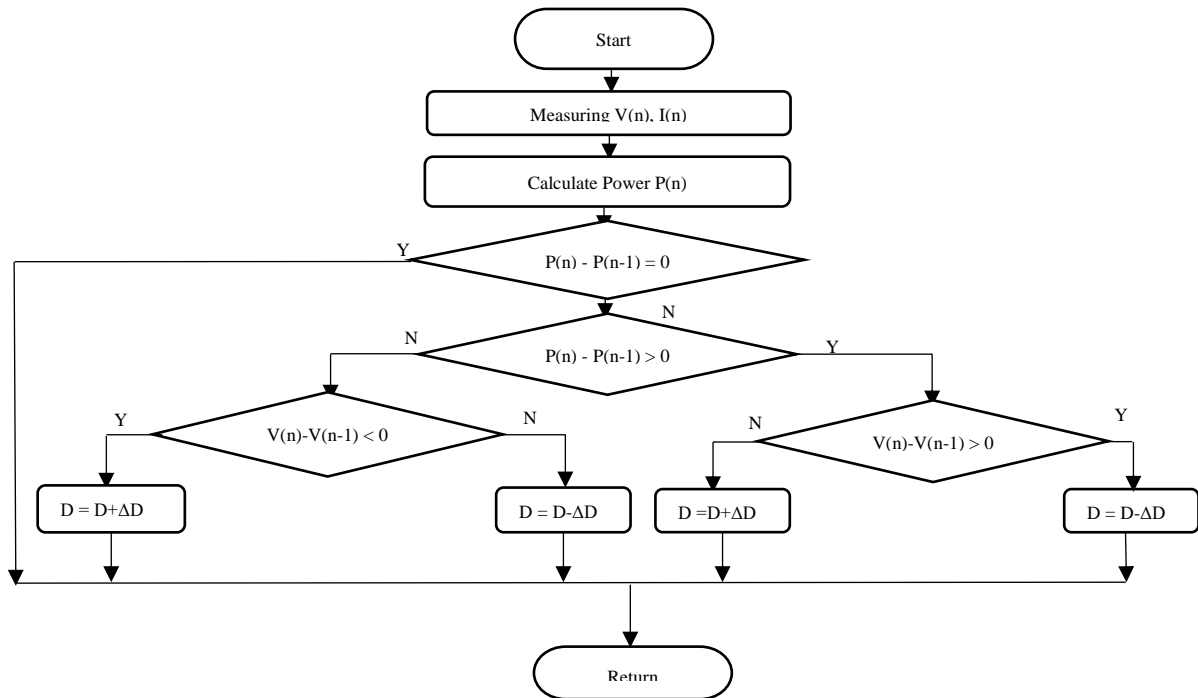 Start
Measuring V(n), I(n)
Calculate Power P(n)
Y
P(n) - P(n-1) = 0
N
N
P(n) - P(n-1) > 0
Y
Y
V(n)-V(n-1) < 0
N
N
V(n)-V(n-1) > 0
Y
D = D+ΔD
D = D-ΔD
D =D+ΔD
D = D-ΔD
Return